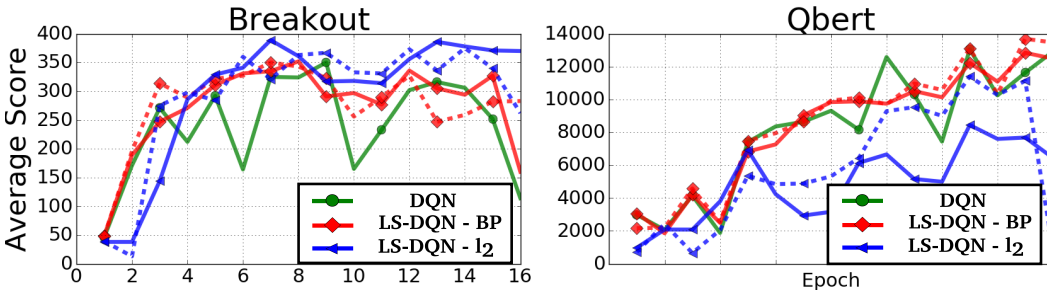 Breakout
Average Score
400
350
300
250
200
150
100
50
0
0 2 4 6 8 10 12 14 16
DQN
LS-DQN - BP
LS-DQN - l2
Qbert
14000
12000
10000
8000
6000
4000
2000
0
DQN
LS-DQN - BP
LS-DQN - l2
Epoch